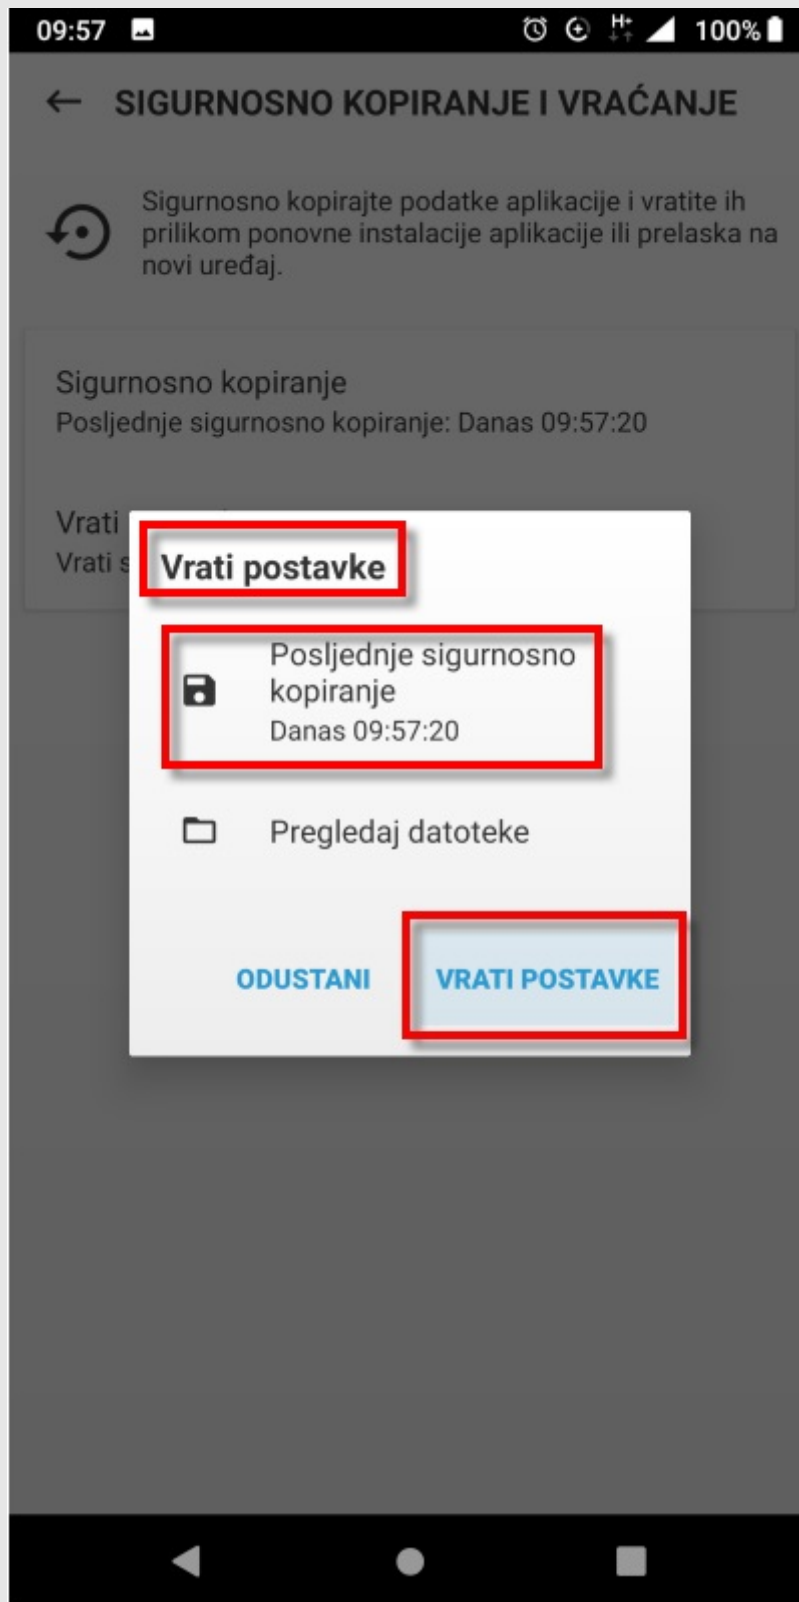 09:57 H+ 100%
SIGURNOSNO KOPIRANJE I VRAĆANJE
Sigurnosno kopirajte podatke aplikacije i vratite ih
prilikom ponovne instalacije aplikacije ili prelaska na
novi uređaj.
Sigurnosno kopiranje
Posljednje sigurnosno kopiranje: Danas 09:57:20
Vrati
Vrati s
Vrati postavke
Posljednje sigurnosno
kopiranje
Danas 09:57:20
Pregledaj datoteke
ODUSTANI VRATI POSTAVKE